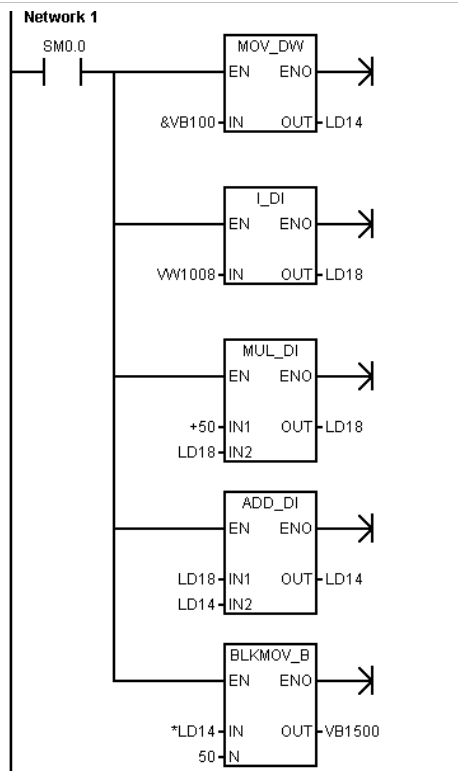 Network 1
SM0.0
MOV_DW
EN ENO
&VB100 IN OUT LD14
I_DI
EN ENO
VW1008 IN OUT LD18
MUL_DI
EN ENO
+50 IN1 OUT LD18
LD18 IN2
ADD_DI
EN ENO
LD18 IN1 OUT LD14
LD14 IN2
BLKMOV_B
EN ENO
*LD14 IN OUT VB1500
50 N